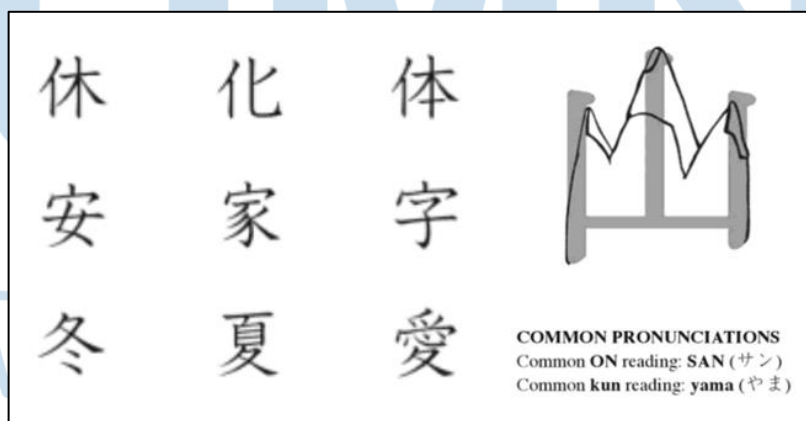 休 化 体
安 家 字
冬 夏 愛
山
COMMON PRONUNCIATIONS
Common ON reading: SAN (サン)
Common kun reading: yama (やま)